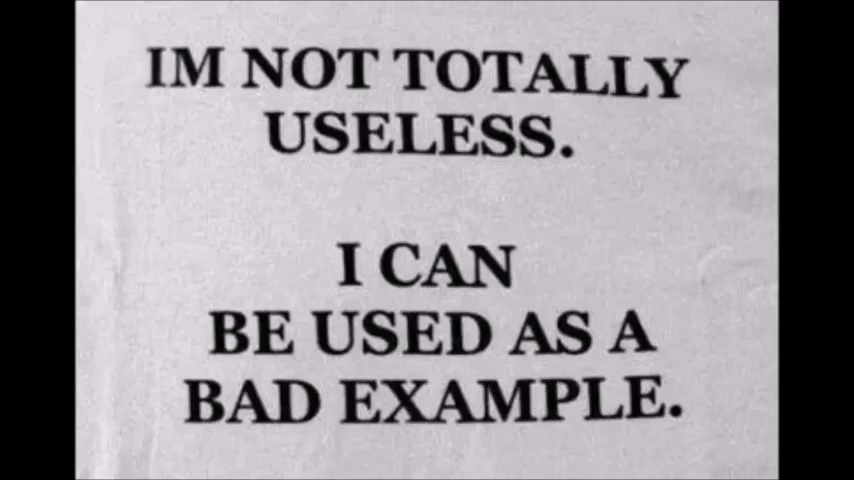 IM NOT TOTALLY
USELESS.
I CAN
BE USED AS A
BAD EXAMPLE.